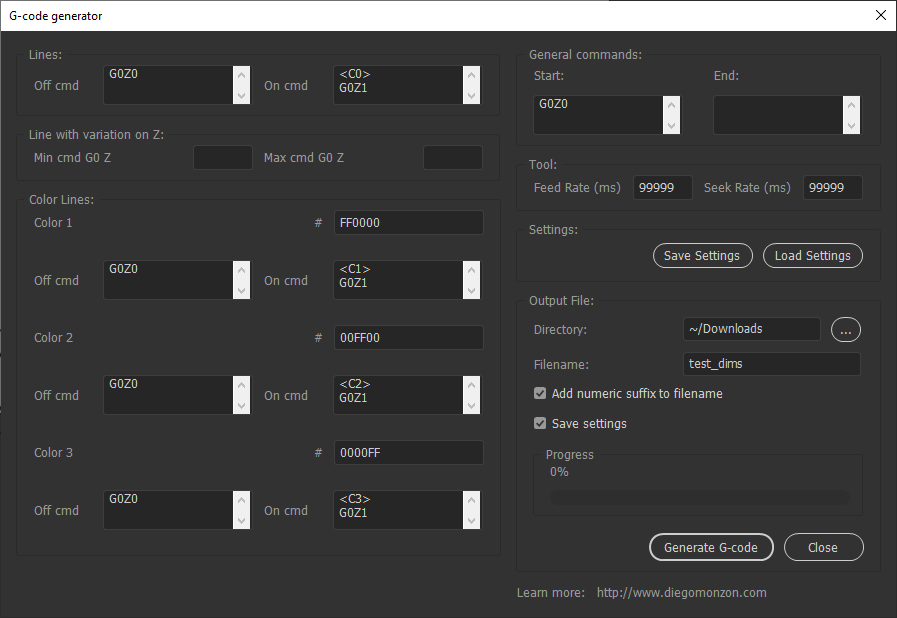 G-code generator
Lines:
Off cmd
G0Z0
On cmd
<C0>
G0Z1
Line with variation on Z:
Min cmd G0 Z
Max cmd G0 Z
Color Lines:
Color 1
# FF0000
Off cmd
G0Z0
On cmd
<C1>
G0Z1
Color 2
# 00FF00
Off cmd
G0Z0
On cmd
<C2>
G0Z1
Color 3
# 0000FF
Off cmd
G0Z0
On cmd
<C3>
G0Z1
General commands:
Start:
End:
G0Z0
Tool:
Feed Rate (ms) 99999 Seek Rate (ms) 99999
Settings:
Save Settings
Load Settings
Output File:
Directory: ~/Downloads ...
Filename: test_dims
Add numeric suffix to filename
Save settings
Progress
0%
Generate G-code
Close
Learn more: http://www.diegomonzon.com